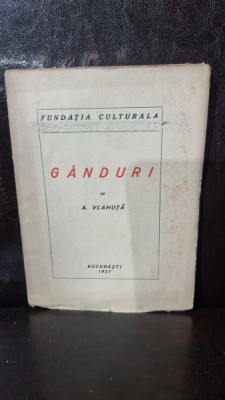 FUNDAȚIA CULTURALA
GÂNDURI
DE
A. VLAHUȚĂ
BUCUREȘTI
1927